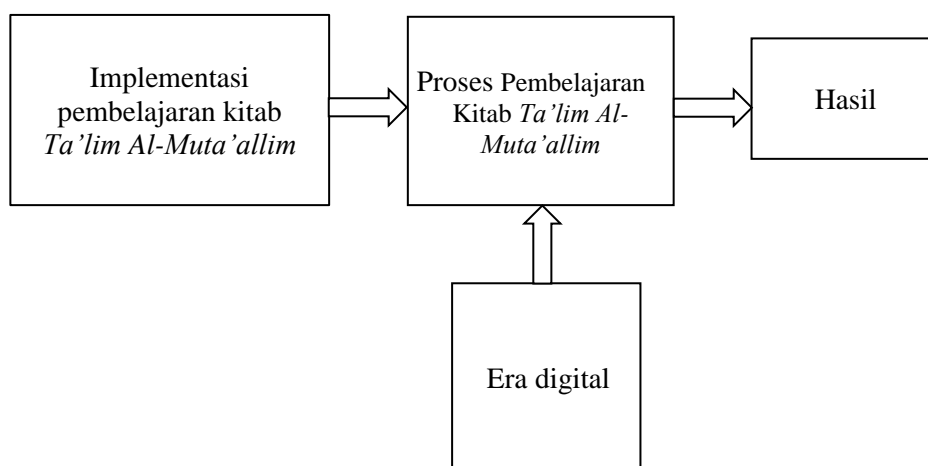 Implementasi
pembelajaran kitab
Ta’lim Al-Muta’allim
Proses Pembelajaran
Kitab Ta’lim Al-
Muta’allim
Hasil
Era digital